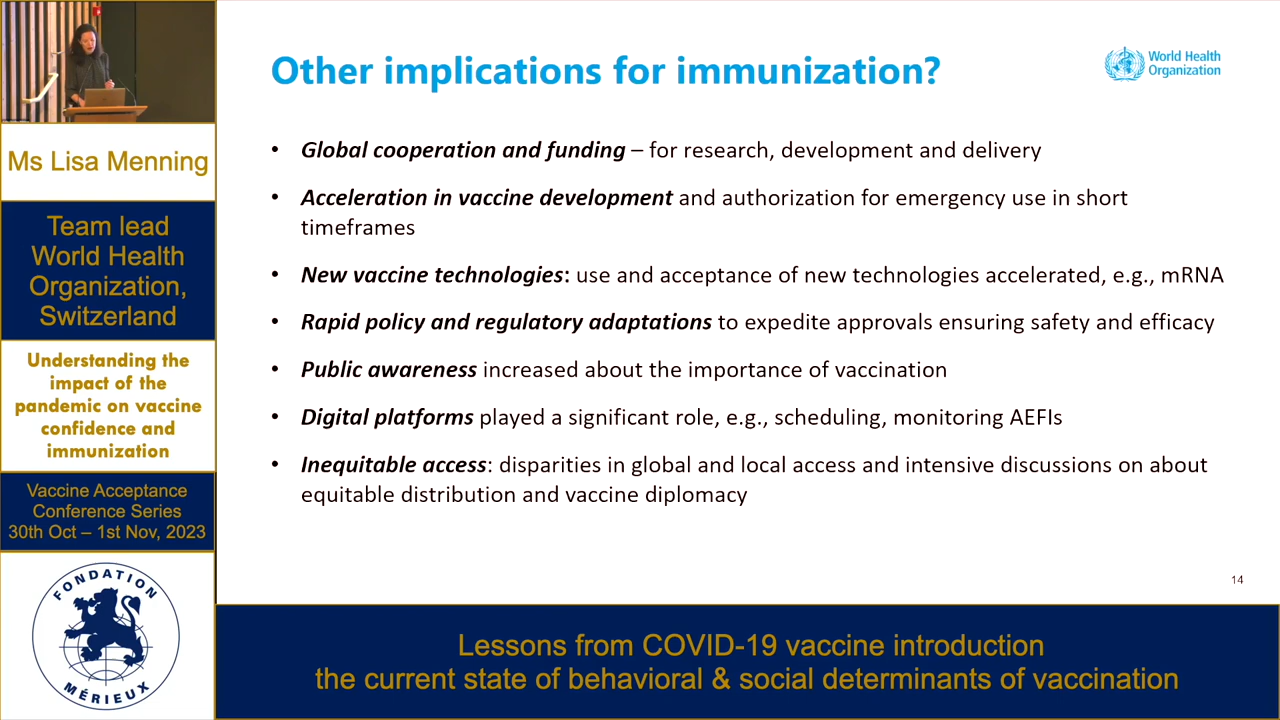 Ms Lisa Menning
Team lead
World Health
Organization,
Switzerland
Understanding the
impact of the
pandemic on vaccine
confidence and
immunization
Vaccine Acceptance
Conference Series
30th Oct – 1st Nov, 2023
FONDATION
MÉRIEUX
Other implications for immunization?
World Health
Organization
• Global cooperation and funding – for research, development and delivery
• Acceleration in vaccine development and authorization for emergency use in short
timeframes
• New vaccine technologies: use and acceptance of new technologies accelerated, e.g., mRNA
• Rapid policy and regulatory adaptations to expedite approvals ensuring safety and efficacy
• Public awareness increased about the importance of vaccination
• Digital platforms played a significant role, e.g., scheduling, monitoring AEFIs
• Inequitable access: disparities in global and local access and intensive discussions on about
equitable distribution and vaccine diplomacy
14
Lessons from COVID-19 vaccine introduction
the current state of behavioral & social determinants of vaccination